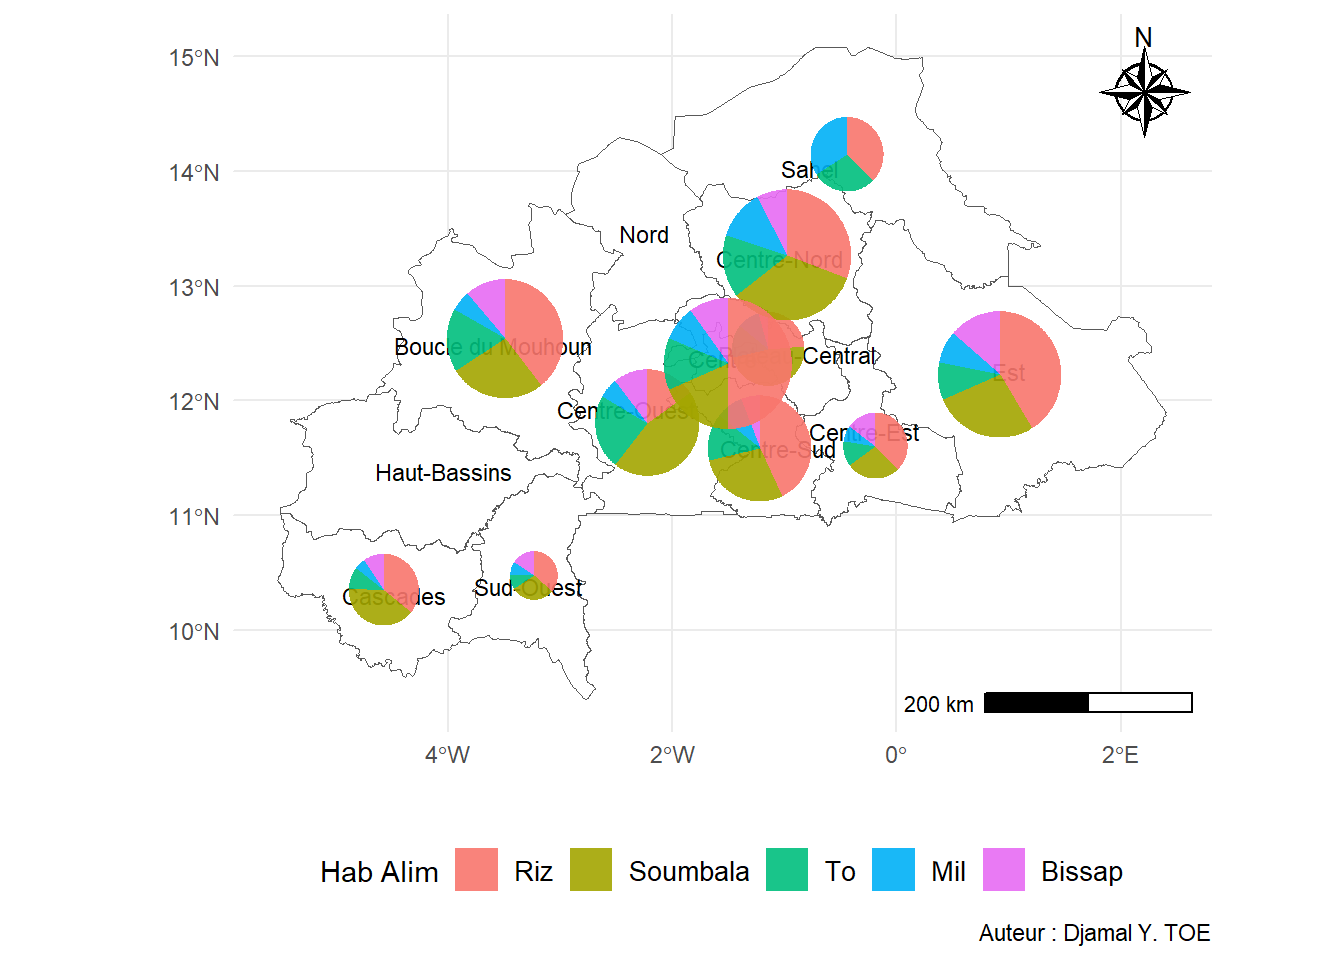 N
15°N
14°N
13°N
12°N
11°N
10°N
Sahel
Nord
Centre-Nord
Boucle du Mouhoun
-Central
Est
Centre-Ouest
Centre-Est
Centre-Sud
Haut-Bassins
Cascades
Sud-Ouest
200 km
4°W
2°W
0°
2°E
Hab Alim Riz Soumbala To Mil Bissap
Auteur : Djamal Y. TOE